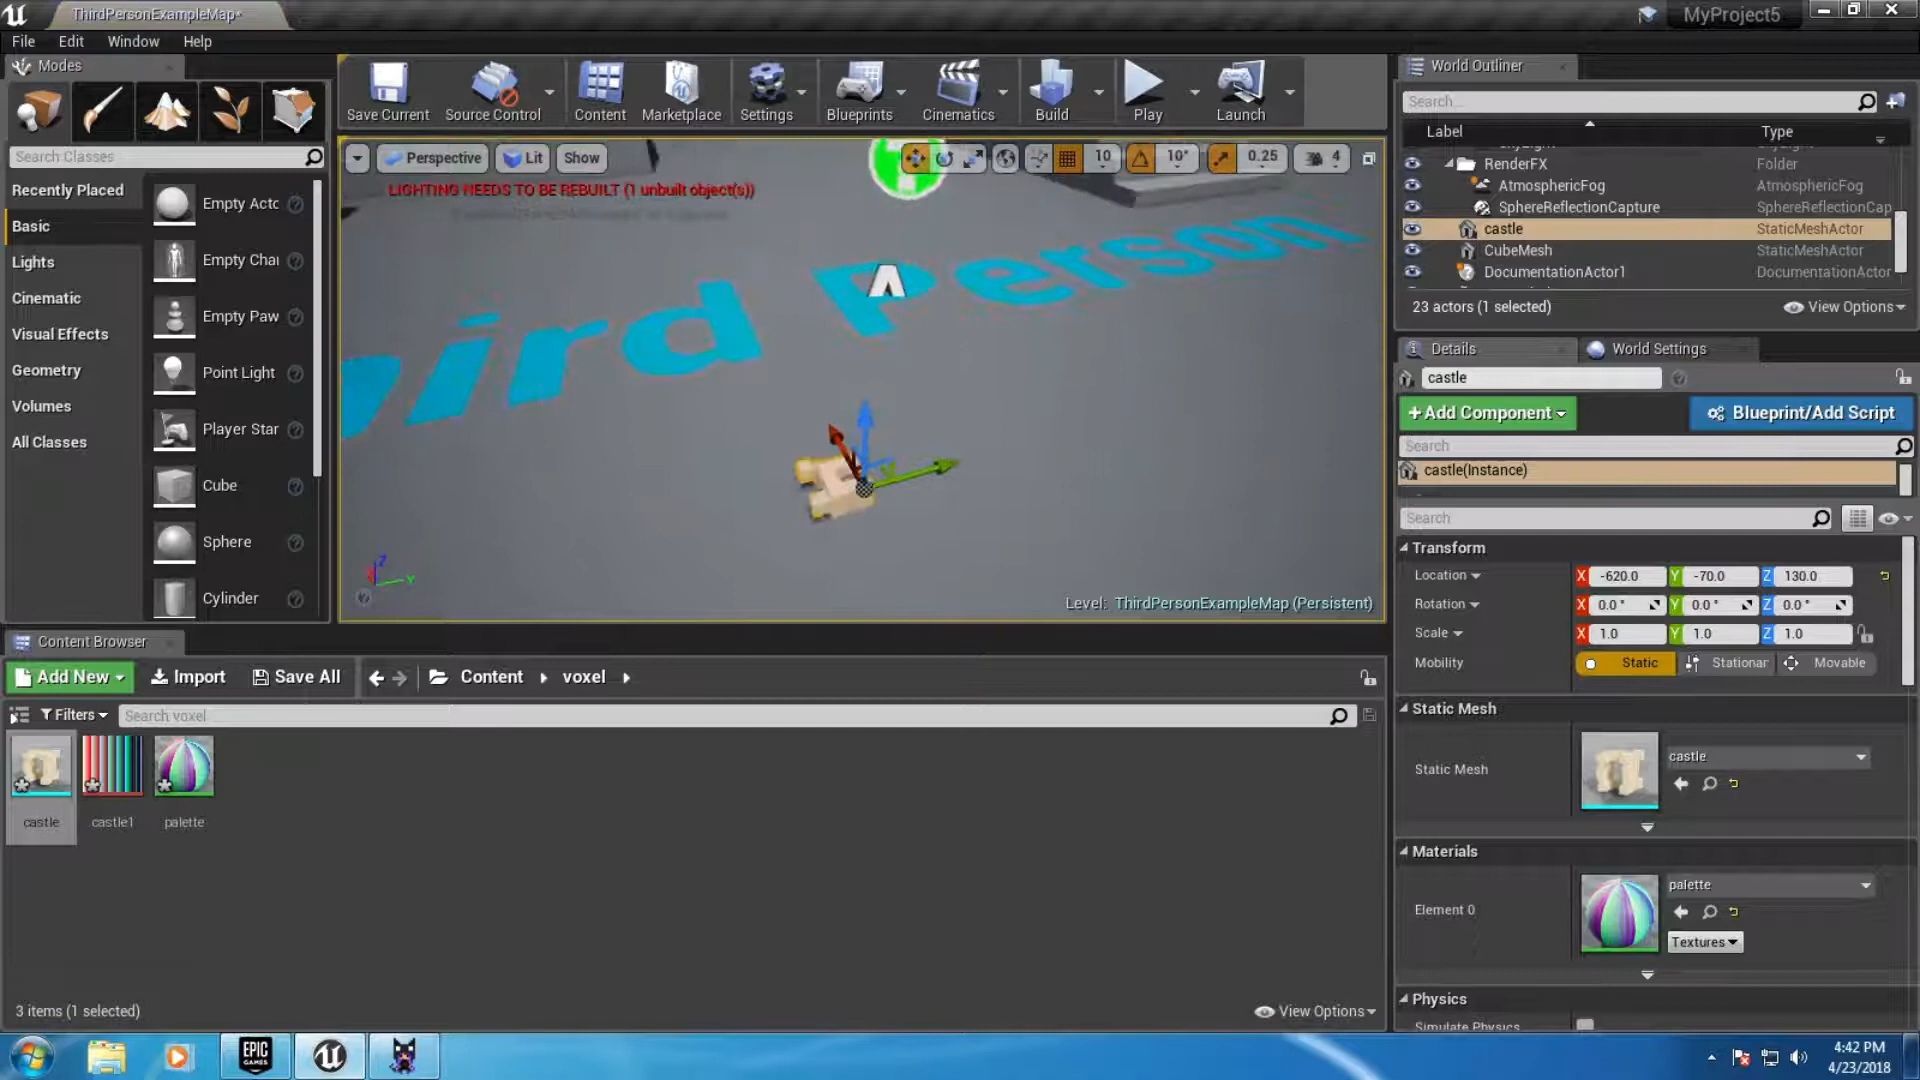 ThirdPersonExampleMap*
MyProject5
File Edit Window Help
Modes
Save Current
Source Control
Content
Marketplace
Settings
Blueprints
Cinematics
Build
Play
Launch
World Outliner
Search...
Label
Type
RenderFX Folder
AtmosphericFog AtmosphericFog
SphereReflectionCapture SphereReflectionCap
castle StaticMeshActor
CubeMesh StaticMeshActor
DocumentationActor1 DocumentationActor
23 actors (1 selected)
View Options
Search Classes
Recently Placed
Basic
Lights
Cinematic
Visual Effects
Geometry
Volumes
All Classes
Empty Actc
Empty Chai
Empty Paw
Point Light
Player Star
Cube
Sphere
Cylinder
Perspective
Lit
Show
10
10°
0.25
4
LIGHTING NEEDS TO BE REBUILT (1 unbuilt object(s))
ird Person
Z
Y
Level: ThirdPersonExampleMap (Persistent)
Details
World Settings
castle
+Add Component
Blueprint/Add Script
Search
castle(Instance)
Search
Transform
Location X -620.0 Y -70.0 Z 130.0
Rotation X 0.0 ° Y 0.0 ° Z 0.0 °
Scale X 1.0 Y 1.0 Z 1.0
Mobility Static Stationar Movable
Static Mesh
Static Mesh
castle
Materials
Element 0
palette
Textures
Physics
Simulate Physics
Content Browser
Add New
Import
Save All
Content
voxel
Filters
Search voxel
castle
castle1
palette
3 items (1 selected)
View Options
EPIC
GAMES
4:42 PM
4/23/2018